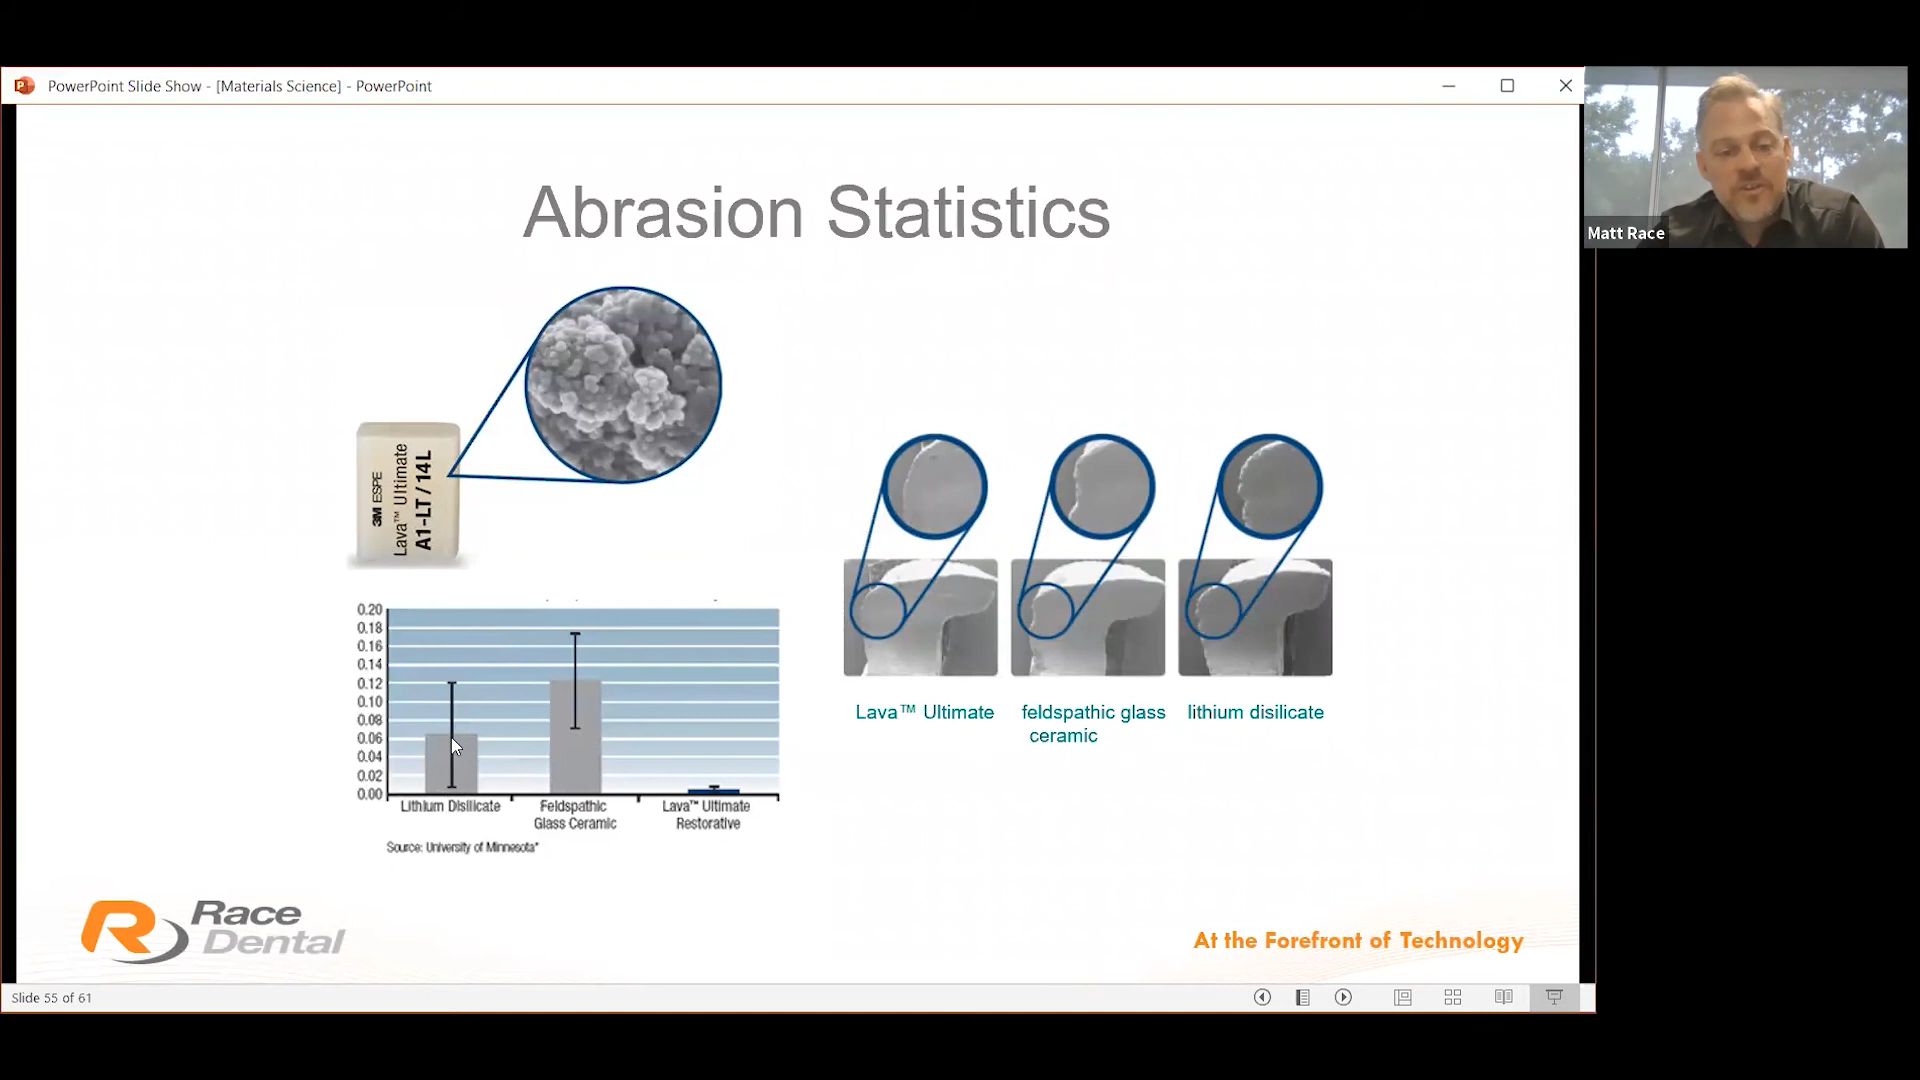 PowerPoint Slide Show - [Materials Science] - PowerPoint
Matt Race
Abrasion Statistics
3M ESPE
Lava™ Ultimate
A1-LT / 14L
0.20
0.18
0.16
0.14
0.12
0.10
0.08
0.06
0.04
0.02
0.00
Lithium Disilicate
Feldspathic
Glass Ceramic
Lava™ Ultimate
Restorative
Source: University of Minnesota*
Lava™ Ultimate
feldspathic glass
ceramic
lithium disilicate
Race
Dental
At the Forefront of Technology
Slide 55 of 61